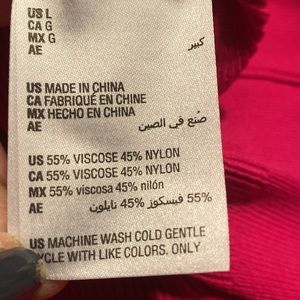 US L
CA G
MX G
AE كبير
US MADE IN CHINA
CA FABRIQUÉ EN CHINE
MX HECHO EN CHINA
AE صُنع في الصين
US 55% VISCOSE 45% NYLON
CA 55% VISCOSE 45% NYLON
MX 55% viscosa 45% nilón
AE 55% فيسكوز 45% نايلون
US MACHINE WASH COLD GENTLE
CYCLE WITH LIKE COLORS. ONLY